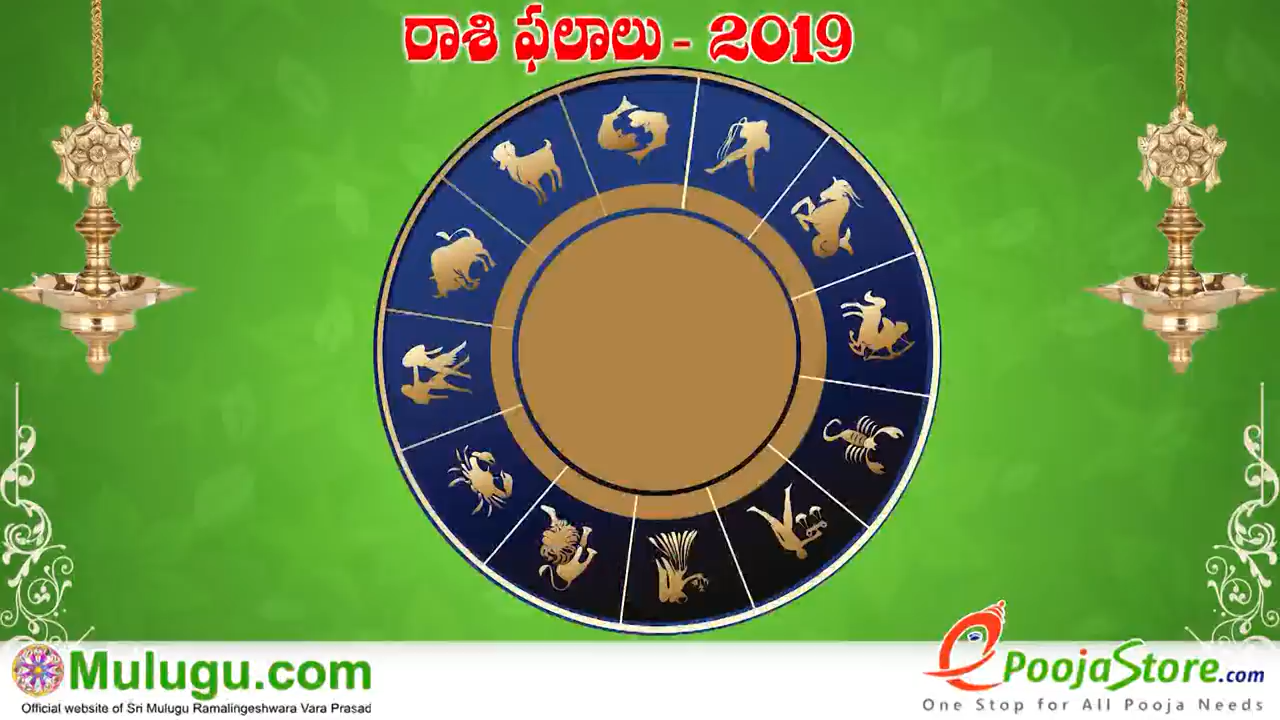 రాశి ఫలాలు - 2019
Mulugu.com
Official website of Sri Mulugu Ramalingeshwara Vara Prasad
ePoojaStore.com
One Stop for All Pooja Needs